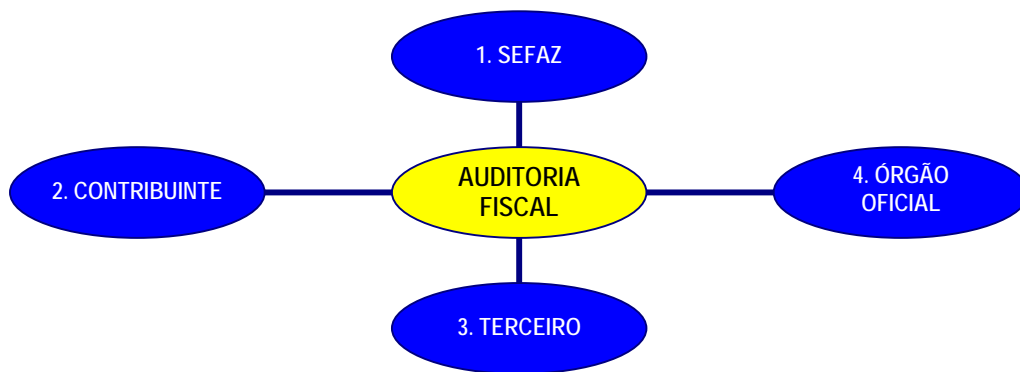 1. SEFAZ
2. CONTRIBUINTE
AUDITORIA
FISCAL
4. ÓRGÃO
OFICIAL
3. TERCEIRO